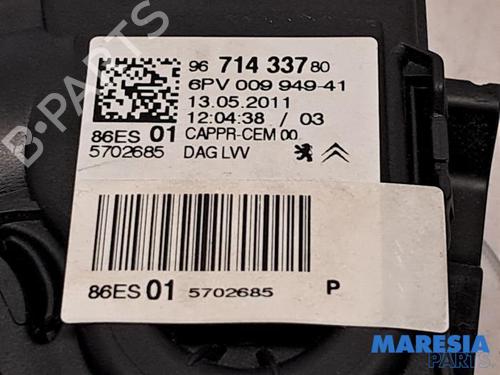 96 714 337 80
6PV 009 949-41
13.05.2011
12:04:38 / 03
86ES 01 CAPPR-CEM 00
5702685 DAG LVV
86ES 01 5702685 P
B-PARTS
MARESIA
PARTS